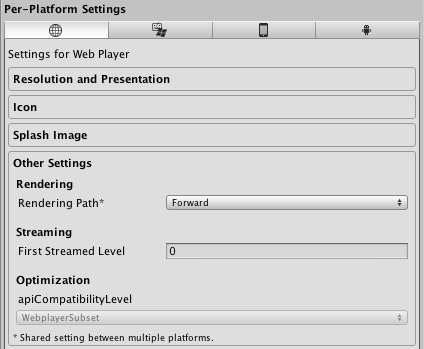 Per-Platform Settings
Settings for Web Player
Resolution and Presentation
Icon
Splash Image
Other Settings
Rendering
Rendering Path* Forward
Streaming
First Streamed Level 0
Optimization
apiCompatibilityLevel
WebplayerSubset
* Shared setting between multiple platforms.